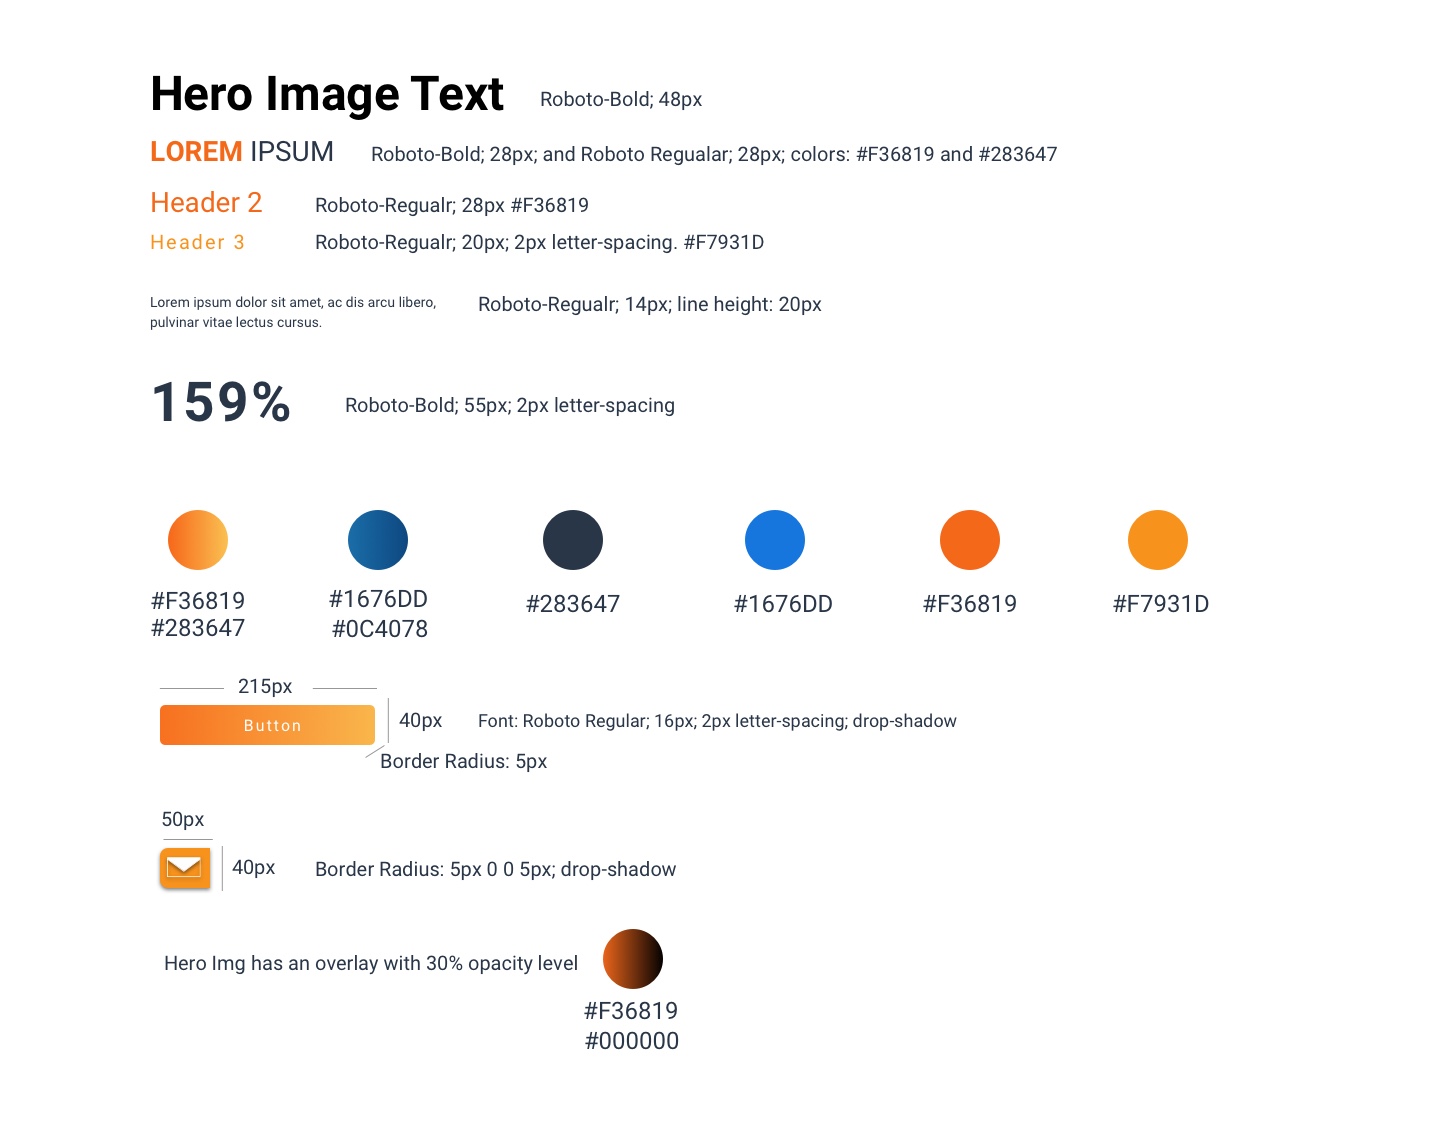 Hero Image Text Roboto-Bold; 48px
LOREM IPSUM Roboto-Bold; 28px; and Roboto Regualar; 28px; colors: #F36819 and #283647
Header 2 Roboto-Regualr; 28px #F36819
Header 3 Roboto-Regualr; 20px; 2px letter-spacing. #F7931D
Lorem ipsum dolor sit amet, ac dis arcu libero,
pulvinar vitae lectus cursus.
Roboto-Regualr; 14px; line height: 20px
159% Roboto-Bold; 55px; 2px letter-spacing
#F36819
#283647
#1676DD
#0C4078
#283647
#1676DD
#F36819
#F7931D
215px
Button
40px
Font: Roboto Regular; 16px; 2px letter-spacing; drop-shadow
Border Radius: 5px
50px
40px
Border Radius: 5px 0 0 5px; drop-shadow
Hero Img has an overlay with 30% opacity level
#F36819
#000000